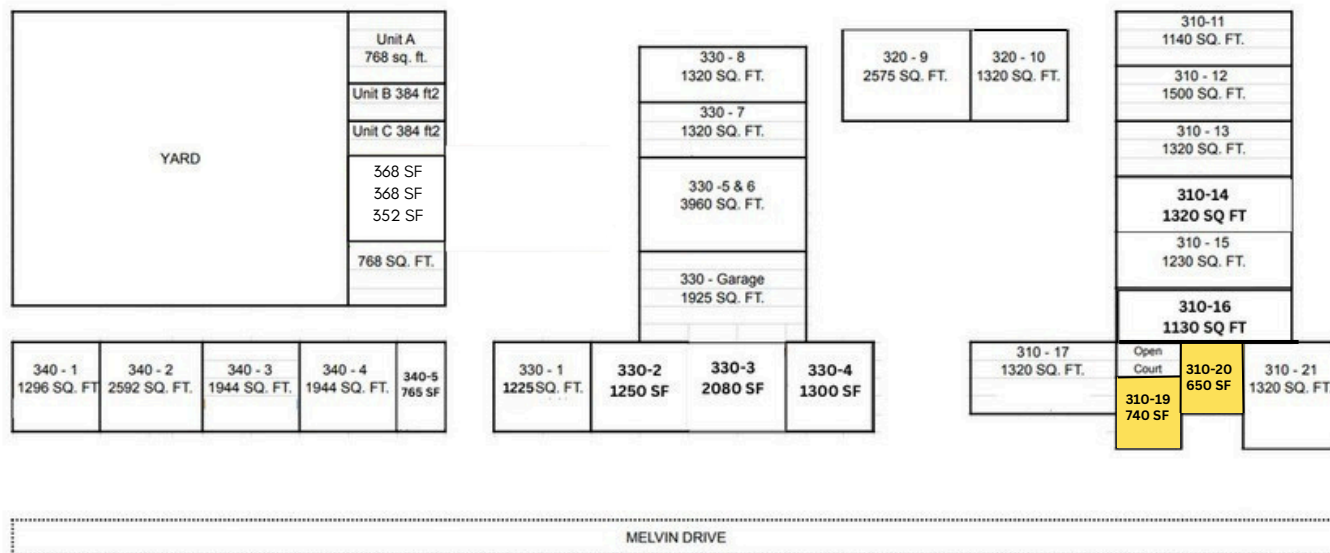 YARD
Unit A
768 sq. ft.
Unit B 384 ft2
Unit C 384 ft2
368 SF
368 SF
352 SF
768 SQ. FT.
340 - 1
1296 SQ. FT
340 - 2
2592 SQ. FT.
340 - 3
1944 SQ. FT.
340 - 4
1944 SQ. FT.
340-5
765 SF
330 - 8
1320 SQ. FT.
330 - 7
1320 SQ. FT.
330 -5 & 6
3960 SQ. FT.
330 - Garage
1925 SQ. FT.
330 - 1
1225SQ. FT.
330-2
1250 SF
330-3
2080 SF
330-4
1300 SF
320 - 9
2575 SQ. FT.
320 - 10
1320 SQ. FT.
310-11
1140 SQ. FT.
310 - 12
1500 SQ. FT.
310 - 13
1320 SQ. FT.
310-14
1320 SQ FT
310 - 15
1230 SQ. FT.
310-16
1130 SQ FT
310 - 17
1320 SQ. FT.
Open
Court
310-19
740 SF
310-20
650 SF
310 - 21
1320 SQ. FT
MELVIN DRIVE